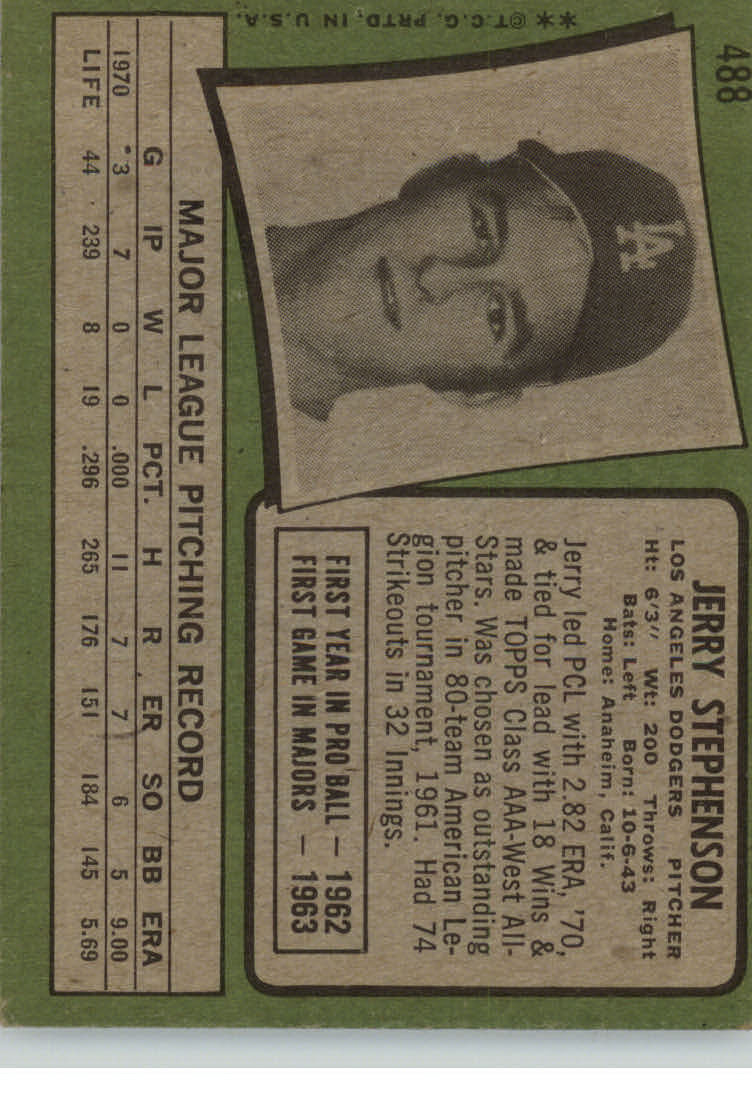 488
LA
JERRY STEPHENSON
LOS ANGELES DODGERS PITCHER
Ht: 6'3" Wt: 200 Throws: Right
Bats: Left Born: 10-6-43
Home: Anaheim, Calif.
Jerry led PCL with 2.82 ERA, '70,
& tied for lead with 18 Wins &
made TOPPS Class AAA-West All-
Stars. Was chosen as outstanding
pitcher in 80-team American Le-
gion tournament, 1961. Had 74
Strikeouts in 32 Innings.
FIRST YEAR IN PRO BALL — 1962
FIRST GAME IN MAJORS — 1963
MAJOR LEAGUE PITCHING RECORD
G IP W L PCT. H R ER SO BB ERA
1970 3 7 0 0 .000 11 7 7 6 5 9.00
LIFE 44 239 8 19 .296 265 176 151 184 145 5.69
**©T.C.G. PRTD. IN U.S.A.